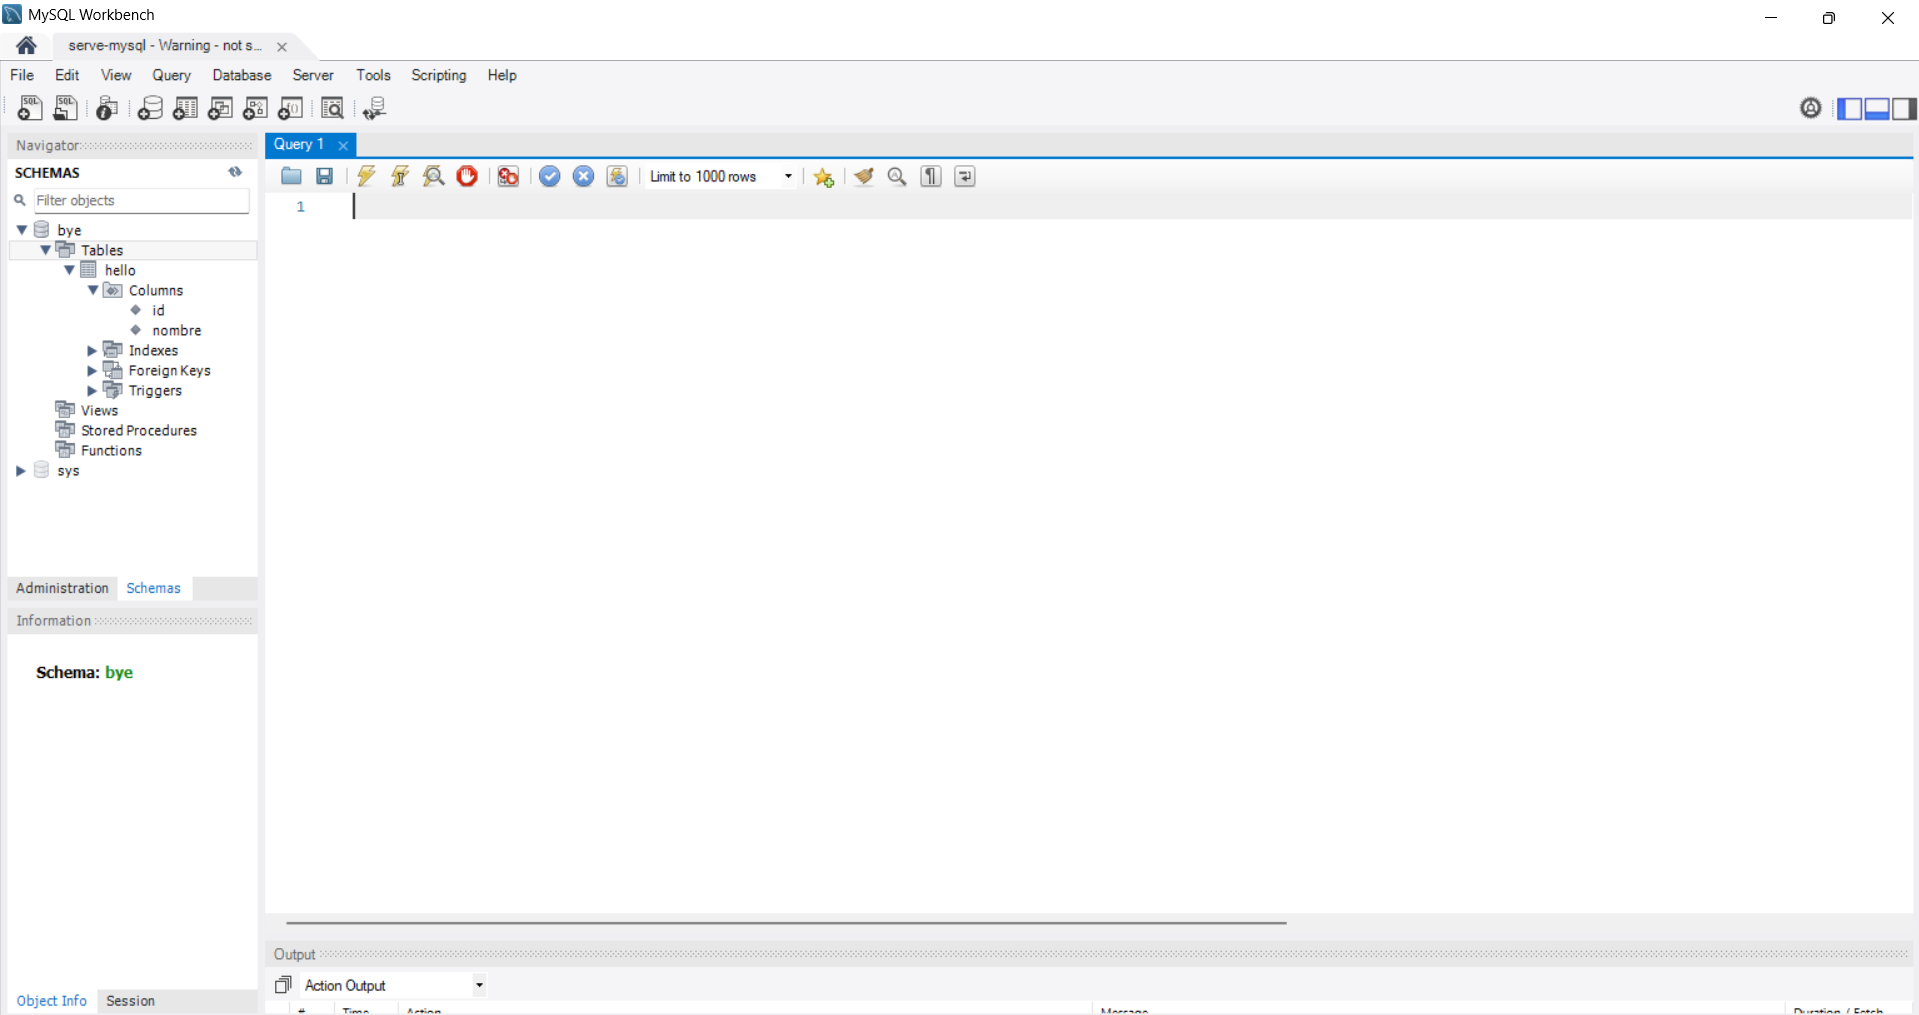 MySQL Workbench
serve-mysql - Warning - not s...
File Edit View Query Database Server Tools Scripting Help
Navigator
Query 1
SCHEMAS
Limit to 1000 rows
Filter objects
1
bye
Tables
hello
Columns
id
nombre
Indexes
Foreign Keys
Triggers
Views
Stored Procedures
Functions
sys
Administration Schemas
Information
Schema: bye
Output
Action Output
Object Info Session
# Time Action Message Duration / Fetch